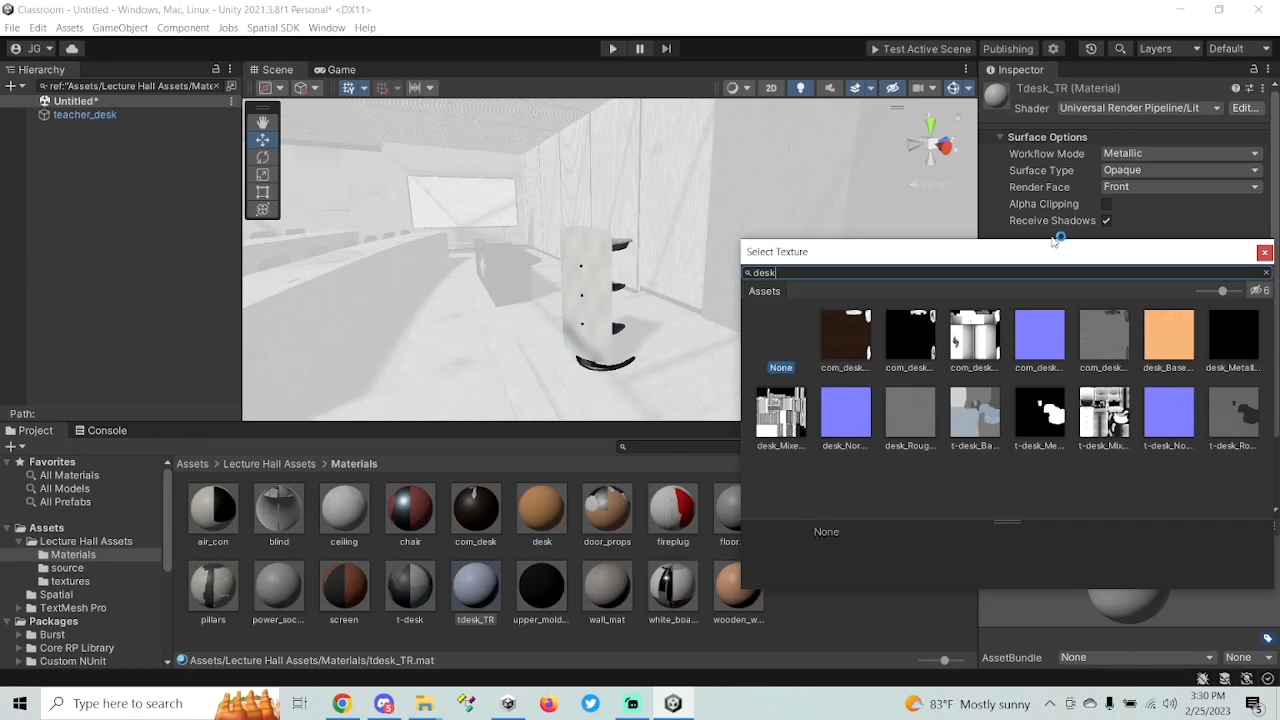 Classroom - Untitled - Windows, Mac, Linux - Unity 2021.3.8f1 Personal* <DX11>
File Edit Assets GameObject Component Jobs Spatial SDK Window Help
JG Test Active Scene Publishing Layers Default
Hierarchy Scene Game Inspector
ref:"Assets/Lecture Hall Assets/Mate
2D
Untitled*
teacher_desk
Tdesk_TR (Material)
Shader Universal Render Pipeline/Lit Edit...
Surface Options
Workflow Mode Metallic
Surface Type Opaque
Render Face Front
Alpha Clipping
Receive Shadows
Select Texture
desk
Assets 6
None com_desk... com_desk... com_desk... com_desk... com_desk... desk_Base... desk_Metall...
desk_Mixe... desk_Nor... desk_Roug... t-desk_Ba... t-desk_Me... t-desk_Mix... t-desk_No... t-desk_Ro...
None
Path:
Project Console
Favorites
All Materials
All Models
All Prefabs
Assets
Lecture Hall Assets
Materials
source
textures
Spatial
TextMesh Pro
Packages
Burst
Core RP Library
Custom NUnit
Assets > Lecture Hall Assets > Materials
air_con blind ceiling chair com_desk desk door_props fireplug floor.
pillars power_soc... screen t-desk tdesk_TR upper_mold... wall_mat white_boa... wooden_w...
Assets/Lecture Hall Assets/Materials/tdesk_TR.mat
AssetBundle None None
Type here to search
83°F Mostly sunny
3:30 PM
2/25/2023
5